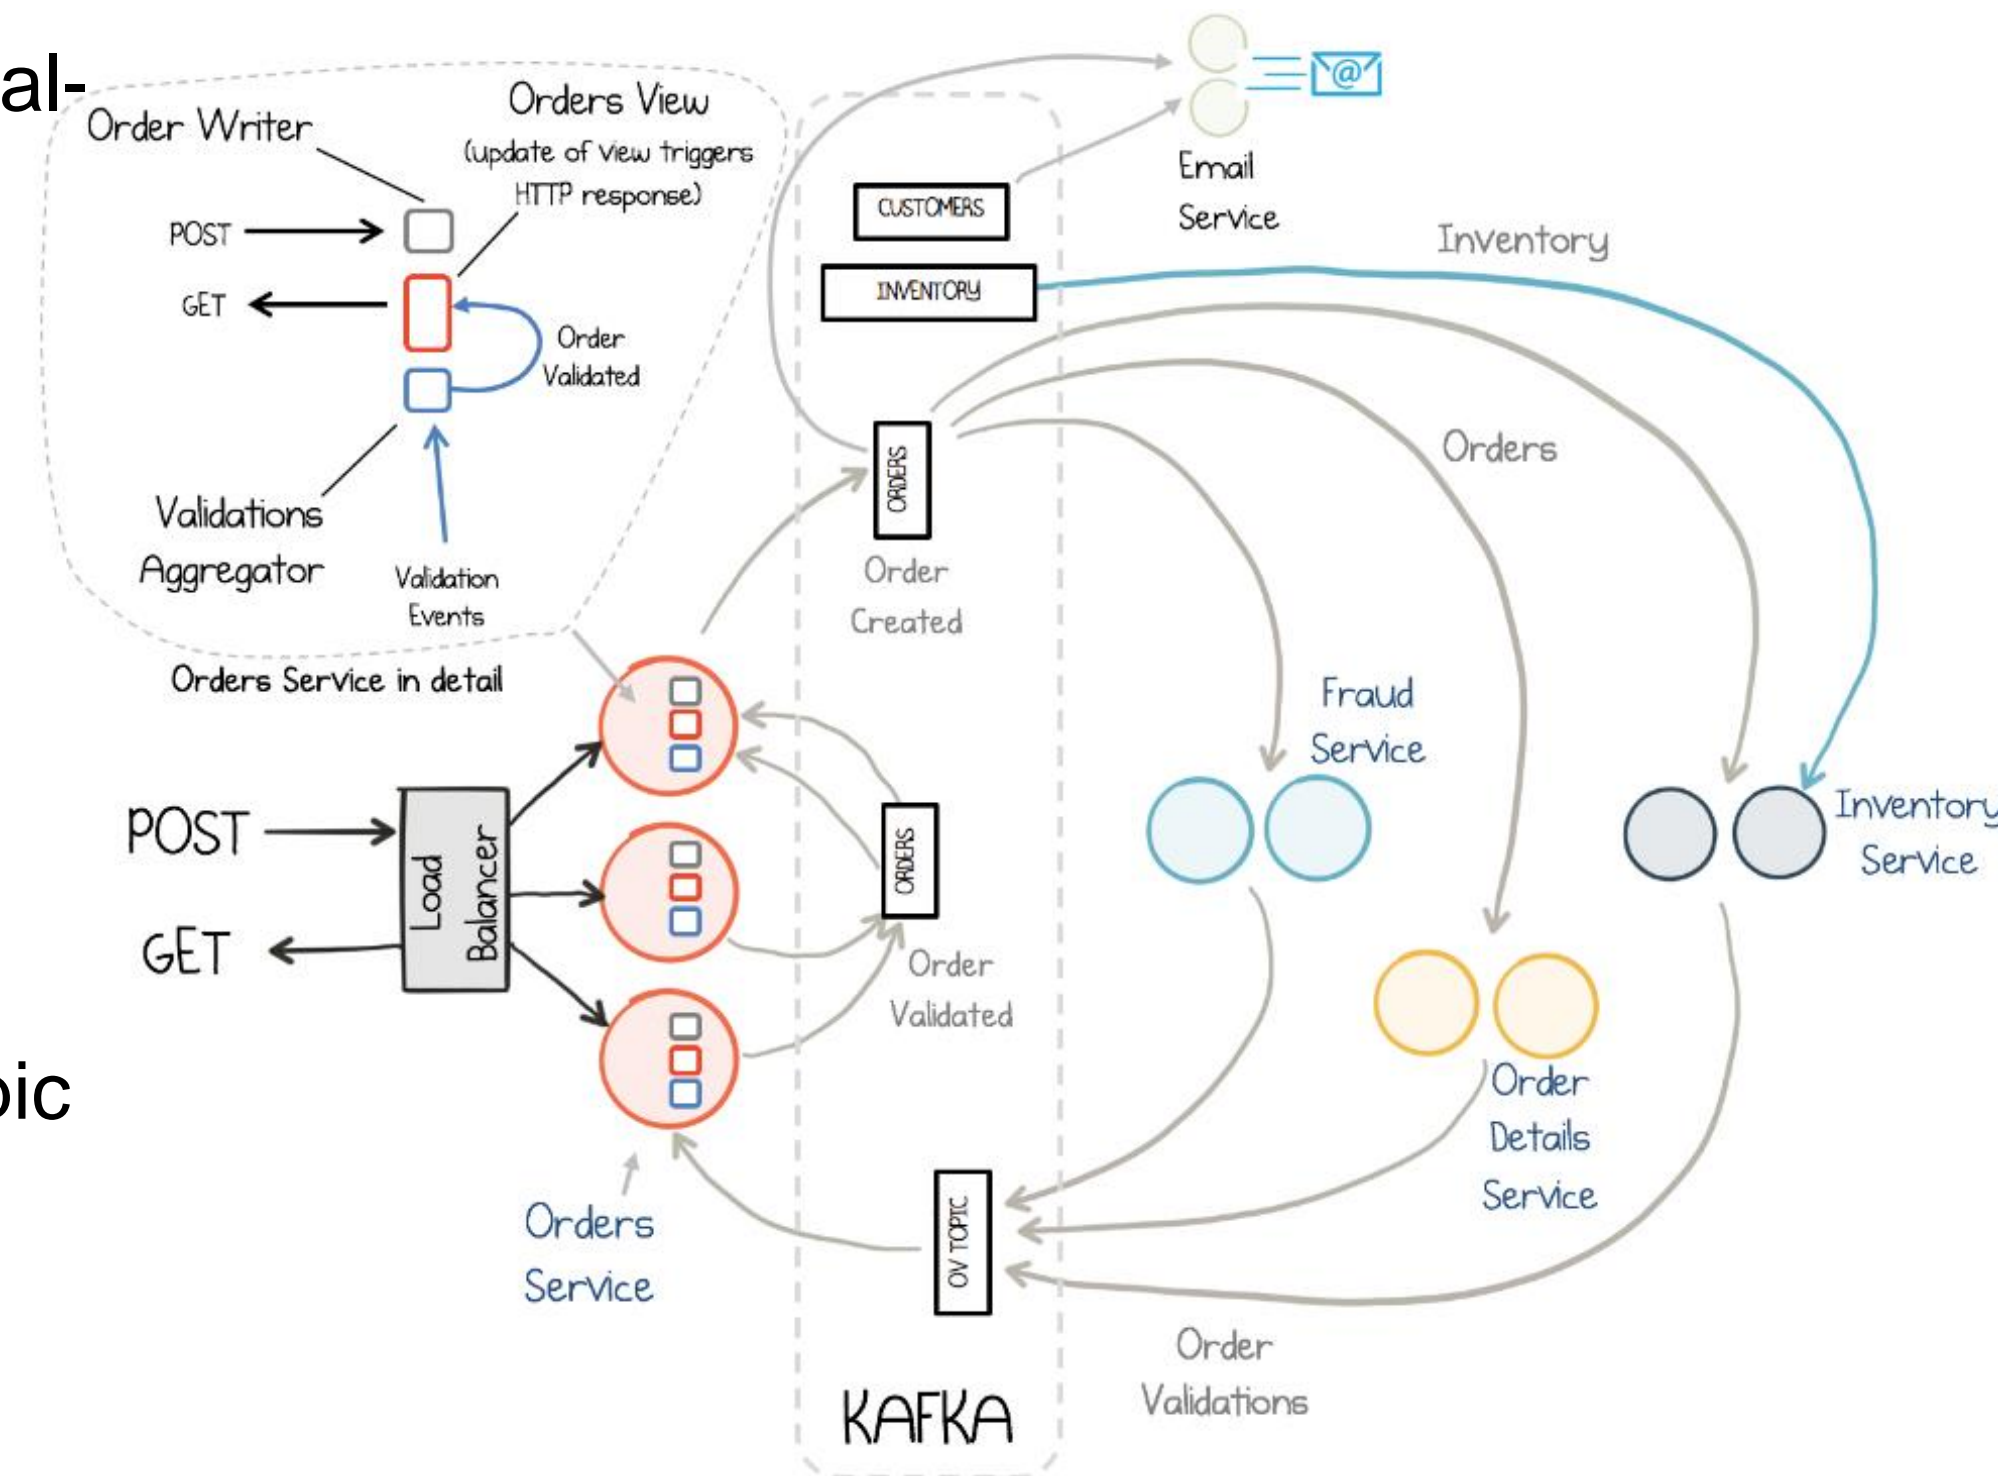 al-
Order Writer
Orders View
(update of view triggers
HTTP response)
POST
GET
Order
Validated
Validations
Aggregator
Validation
Events
Orders Service in detail
CUSTOMERS
INVENTORY
Email
Service
Inventory
ORDERS
Order
Created
Orders
Fraud
Service
POST
GET
Load
Balancer
ORDERS
Order
Validated
Inventory
Service
Order
Details
Service
pic
Orders
Service
OV TOPIC
Order
Validations
KAFKA